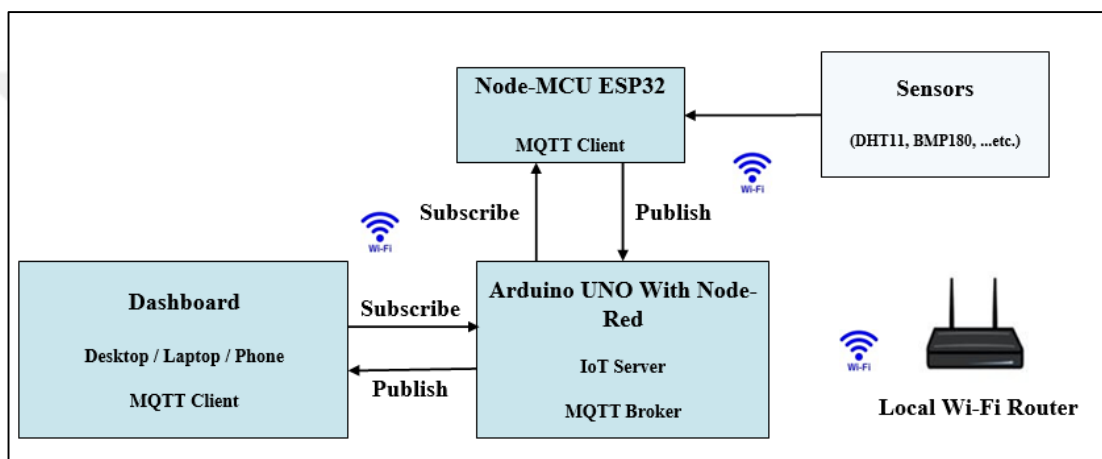 Node-MCU ESP32
MQTT Client
Sensors
(DHT11, BMP180, ...etc.)
Wi-Fi
Wi-Fi
Subscribe
Publish
Dashboard
Desktop / Laptop / Phone
MQTT Client
Subscribe
Publish
Arduino UNO With Node-
Red
IoT Server
MQTT Broker
Wi-Fi
Local Wi-Fi Router